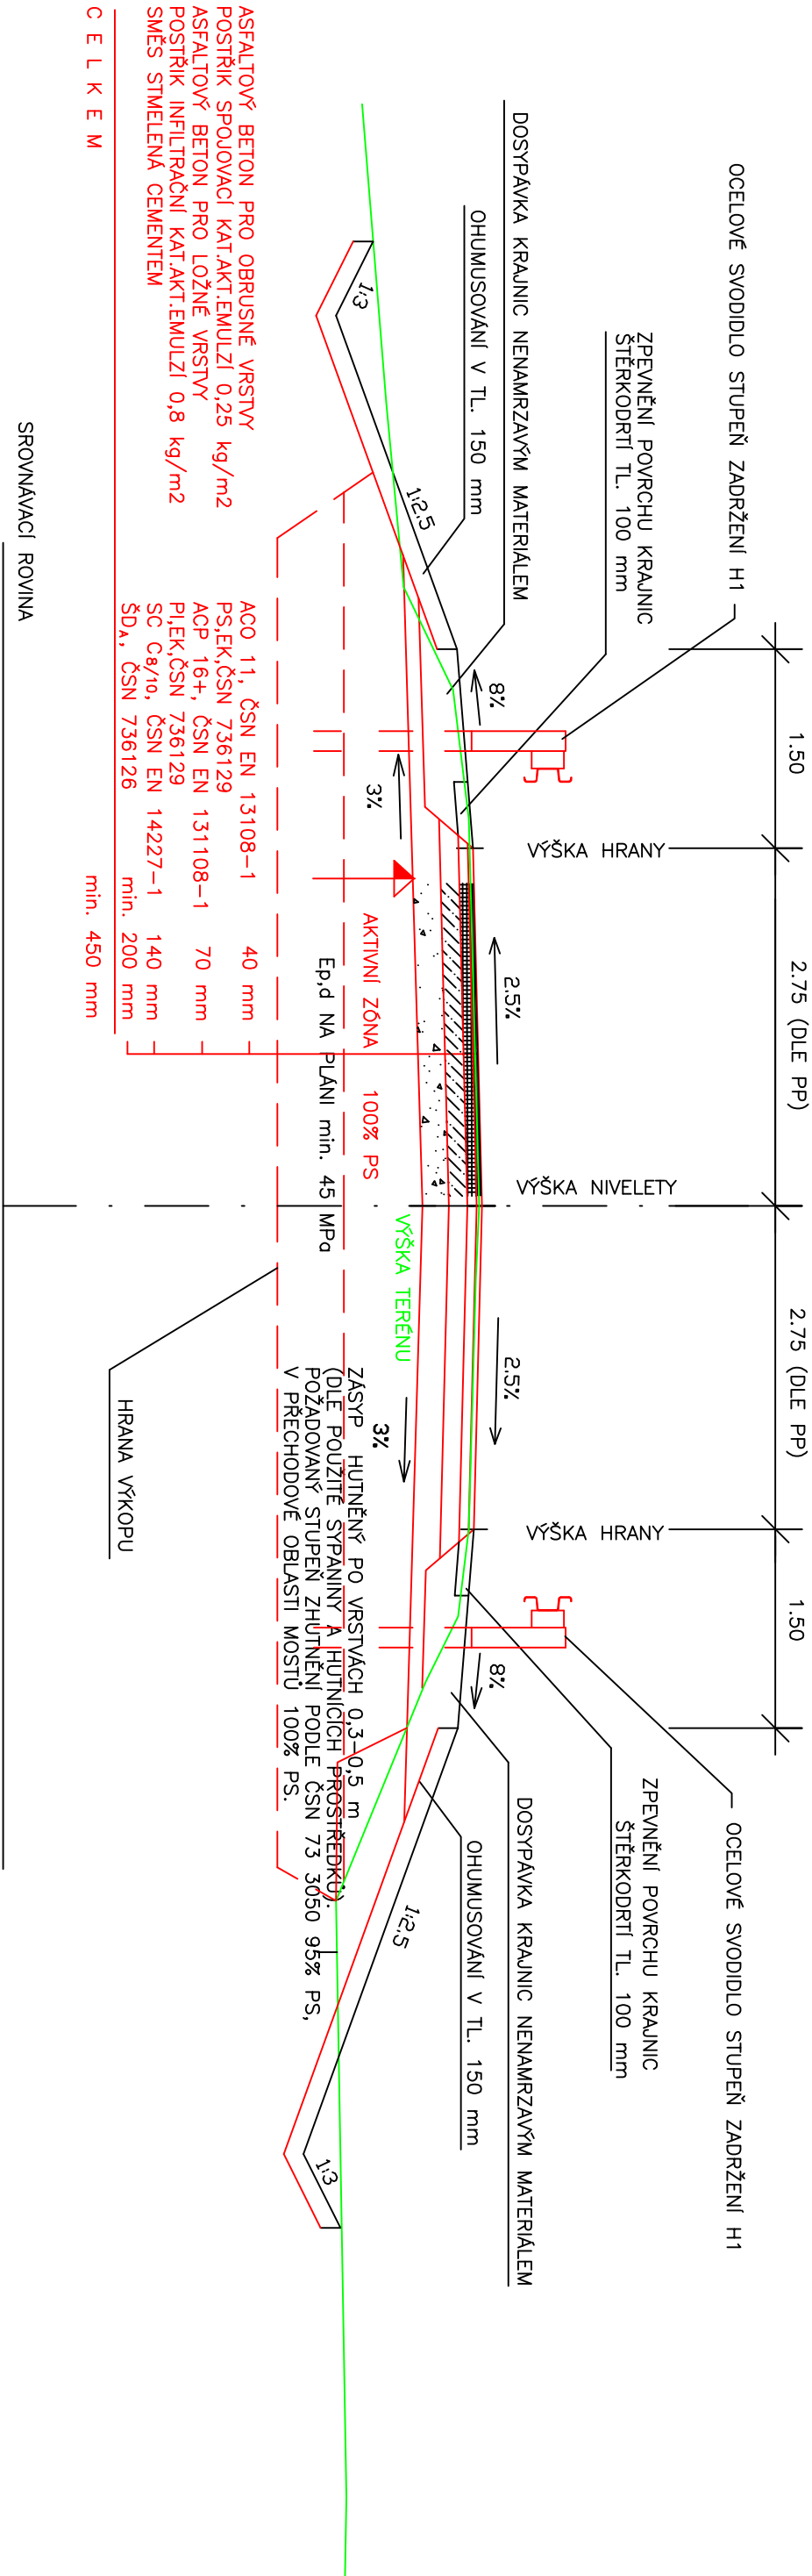 1.50
2.75 (DLE PP)
2.75 (DLE PP)
1.50
OCELOVÉ SVODIDLO STUPEŇ ZADRŽENÍ H1
OCELOVÉ SVODIDLO STUPEŇ ZADRŽENÍ H1
ZPEVNĚNÍ POVRCHU KRAJNIC
ŠTĚRKODRTÍ TL. 100 mm
ZPEVNĚNÍ POVRCHU KRAJNIC
ŠTĚRKODRTÍ TL. 100 mm
VÝŠKA HRANY
VÝŠKA NIVELETY
VÝŠKA HRANY
DOSYPÁVKA KRAJNIC NENAMRZAVÝM MATERIÁLEM
DOSYPÁVKA KRAJNIC NENAMRZAVÝM MATERIÁLEM
OHUMUSOVÁNÍ V TL. 150 mm
OHUMUSOVÁNÍ V TL. 150 mm
8%
2.5%
2.5%
8%
1:3
1:2,5
3%
3%
1:2,5
1:3
VÝŠKA TERÉNU
AKTIVNÍ ZÓNA 100% PS
Ep,d NA PLÁNI min. 45 MPa
ZÁSYP HUTNĚNÝ PO VRSTVÁCH 0,3-0,5 m
(DLE POUŽITÉ SYPANINY A HUTNÍCÍCH PROSTŘEDKŮ).
POŽADOVANÝ STUPEŇ ZHUTNĚNÍ PODLE ČSN 73 3050 95% PS,
V PŘECHODOVÉ OBLASTI MOSTŮ 100% PS.
ASFALTOVÝ BETON PRO OBRUSNÉ VRSTVY ACO 11, ČSN EN 13108-1 40 mm
POSTŘIK SPOJOVACÍ KAT.AKT.EMULZÍ 0,25 kg/m2 PS,EK,ČSN 736129
ASFALTOVÝ BETON PRO LOŽNÉ VRSTVY ACP 16+, ČSN EN 131108-1 70 mm
POSTŘIK INFILTRAČNÍ KAT.AKT.EMULZÍ 0,8 kg/m2 PI,EK,ČSN 736129
SMĚS STMELENÁ CEMENTEM SC C8/10, ČSN EN 14227-1 140 mm
ŠDA, ČSN 736126 min. 200 mm
C E L K E M min. 450 mm
HRANA VÝKOPU
SROVNÁVACÍ ROVINA